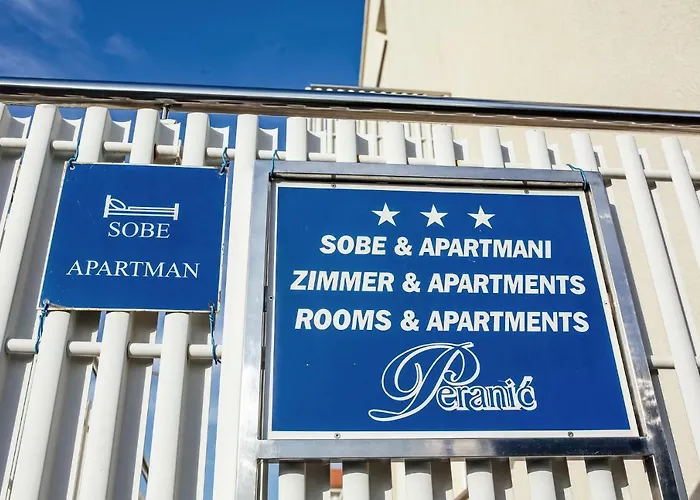 SOBE
APARTMAN
SOBE & APARTMANI
ZIMMER & APARTMENTS
ROOMS & APARTMENTS
Peranić